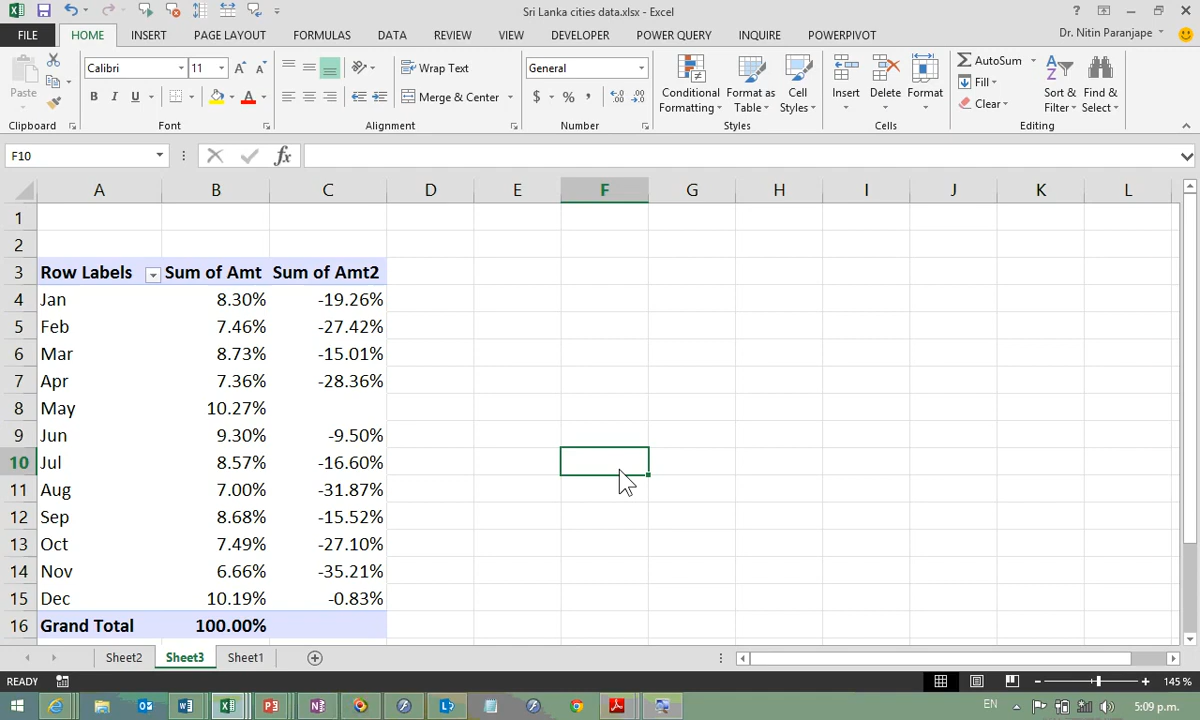 Sri Lanka cities data.xlsx - Excel
?
FILE HOME INSERT PAGE LAYOUT FORMULAS DATA REVIEW VIEW DEVELOPER POWER QUERY INQUIRE POWERPIVOT Dr. Nitin Paranjape
Paste
Calibri 11
B I U
Wrap Text
Merge & Center
General
$ % ,
Conditional Formatting
Format as Table
Cell Styles
Insert Delete Format
AutoSum
Fill
Clear
Sort & Filter
Find & Select
Clipboard Font Alignment Number Styles Cells Editing
F10 fx
A B C D E F G H I J K L
1
2
3 Row Labels Sum of Amt Sum of Amt2
4 Jan 8.30% -19.26%
5 Feb 7.46% -27.42%
6 Mar 8.73% -15.01%
7 Apr 7.36% -28.36%
8 May 10.27%
9 Jun 9.30% -9.50%
10 Jul 8.57% -16.60%
11 Aug 7.00% -31.87%
12 Sep 8.68% -15.52%
13 Oct 7.49% -27.10%
14 Nov 6.66% -35.21%
15 Dec 10.19% -0.83%
16 Grand Total 100.00%
Sheet2 Sheet3 Sheet1
READY 145 %
EN 5:09 p.m.